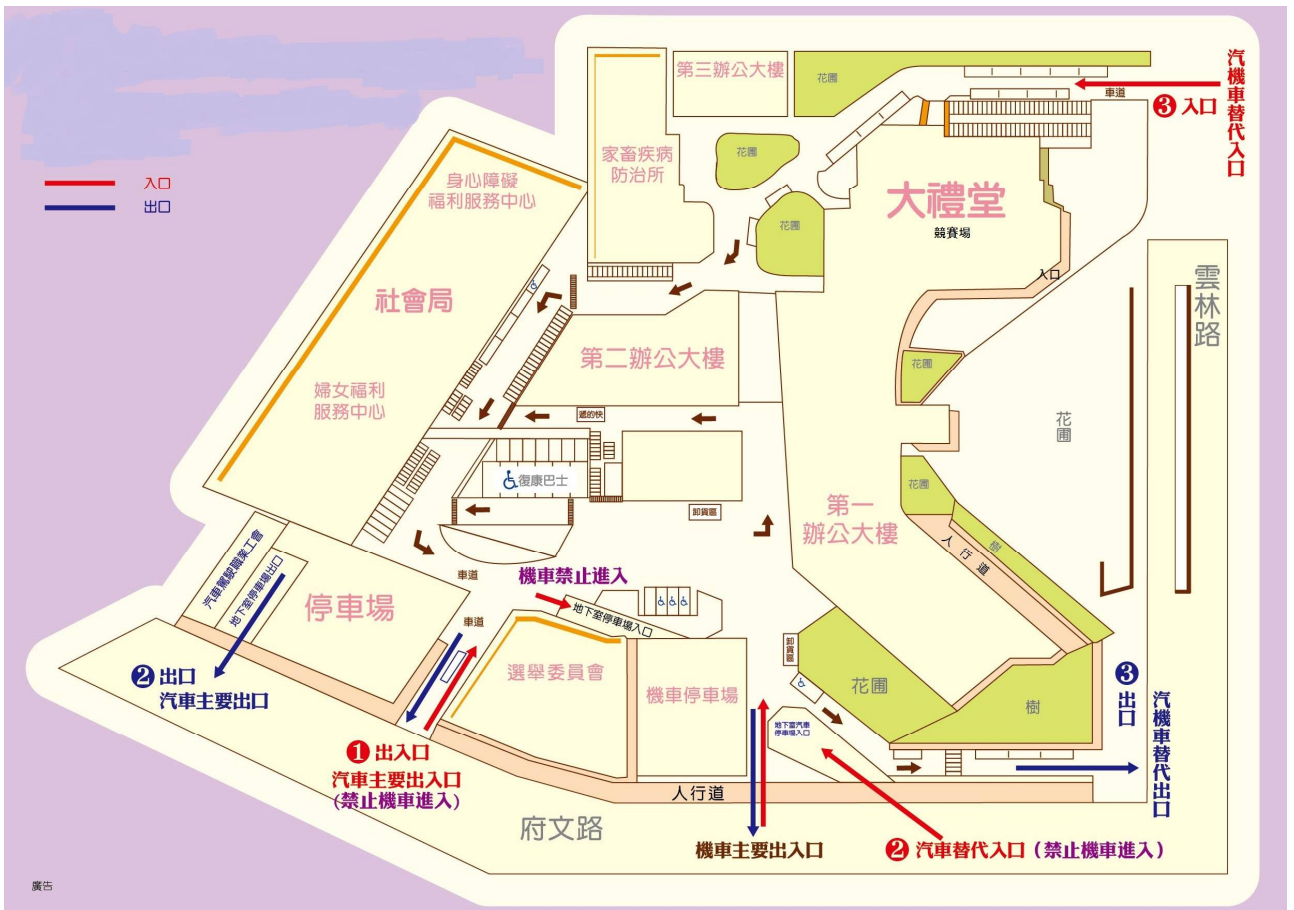 第三辦公大樓
花圃
車道
③ 入口
汽機車替代入口
入口
出口
身心障礙
福利服務中心
家畜疾病
防治所
花圃
花圃
大禮堂
競賽場
入口
雲林路
社會局
第二辦公大樓
花圃
婦女福利
服務中心
遞的快
花圃
復康巴士
卸貨區
花圃
第一
辦公大樓
人行道
樹
汽車駕駛職業工會
地下室停車場出口
停車場
車道
機車禁止進入
地下室停車場入口
車道
選舉委員會
機車停車場
卸貨區
花圃
樹
地下室汽車
停車場入口
② 出口
汽車主要出口
③ 出口
汽機車替代出口
① 出入口
汽車主要出入口
(禁止機車進入)
人行道
府文路
機車主要出入口
② 汽車替代入口（禁止機車進入）
廣告